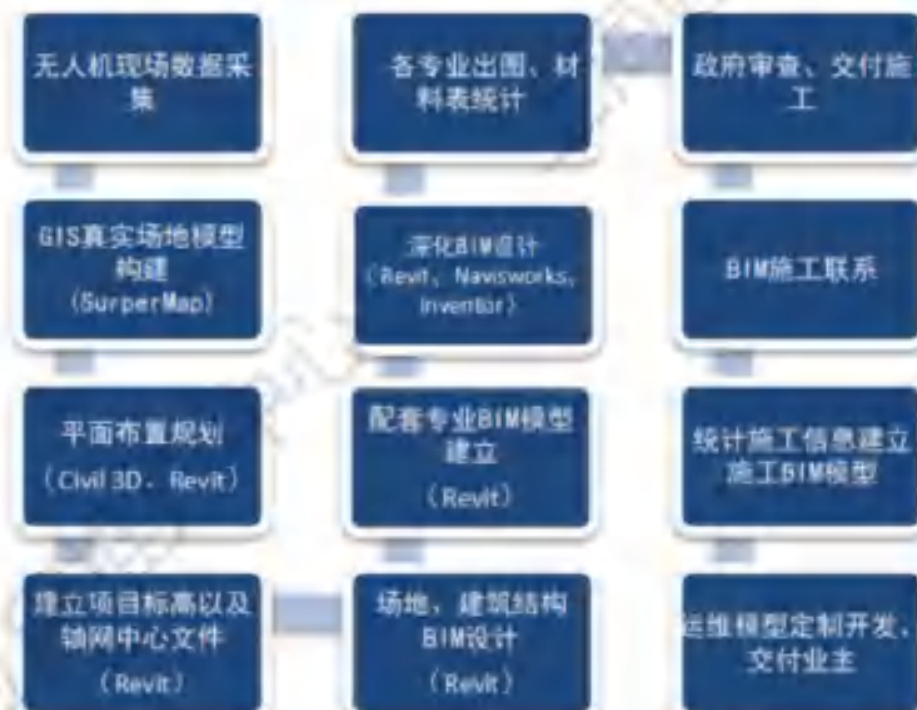 无人机现场数据采
集
GIS真实场地模型
构建
(SurperMap)
平面布置规划
(Civil 3D、Revit)
建立项目标高以及
轴网中心文件
(Revit)
场地、建筑结构
BIM设计
(Revit)
配套专业BIM模型
建立
(Revit)
深化BIM设计
(Revit、Navisworks、
Inventor)
各专业出图、材
料表统计
政府审查、交付施
工
BIM施工联系
统计施工信息建立
施工BIM模型
运维模型定制开发、
交付业主